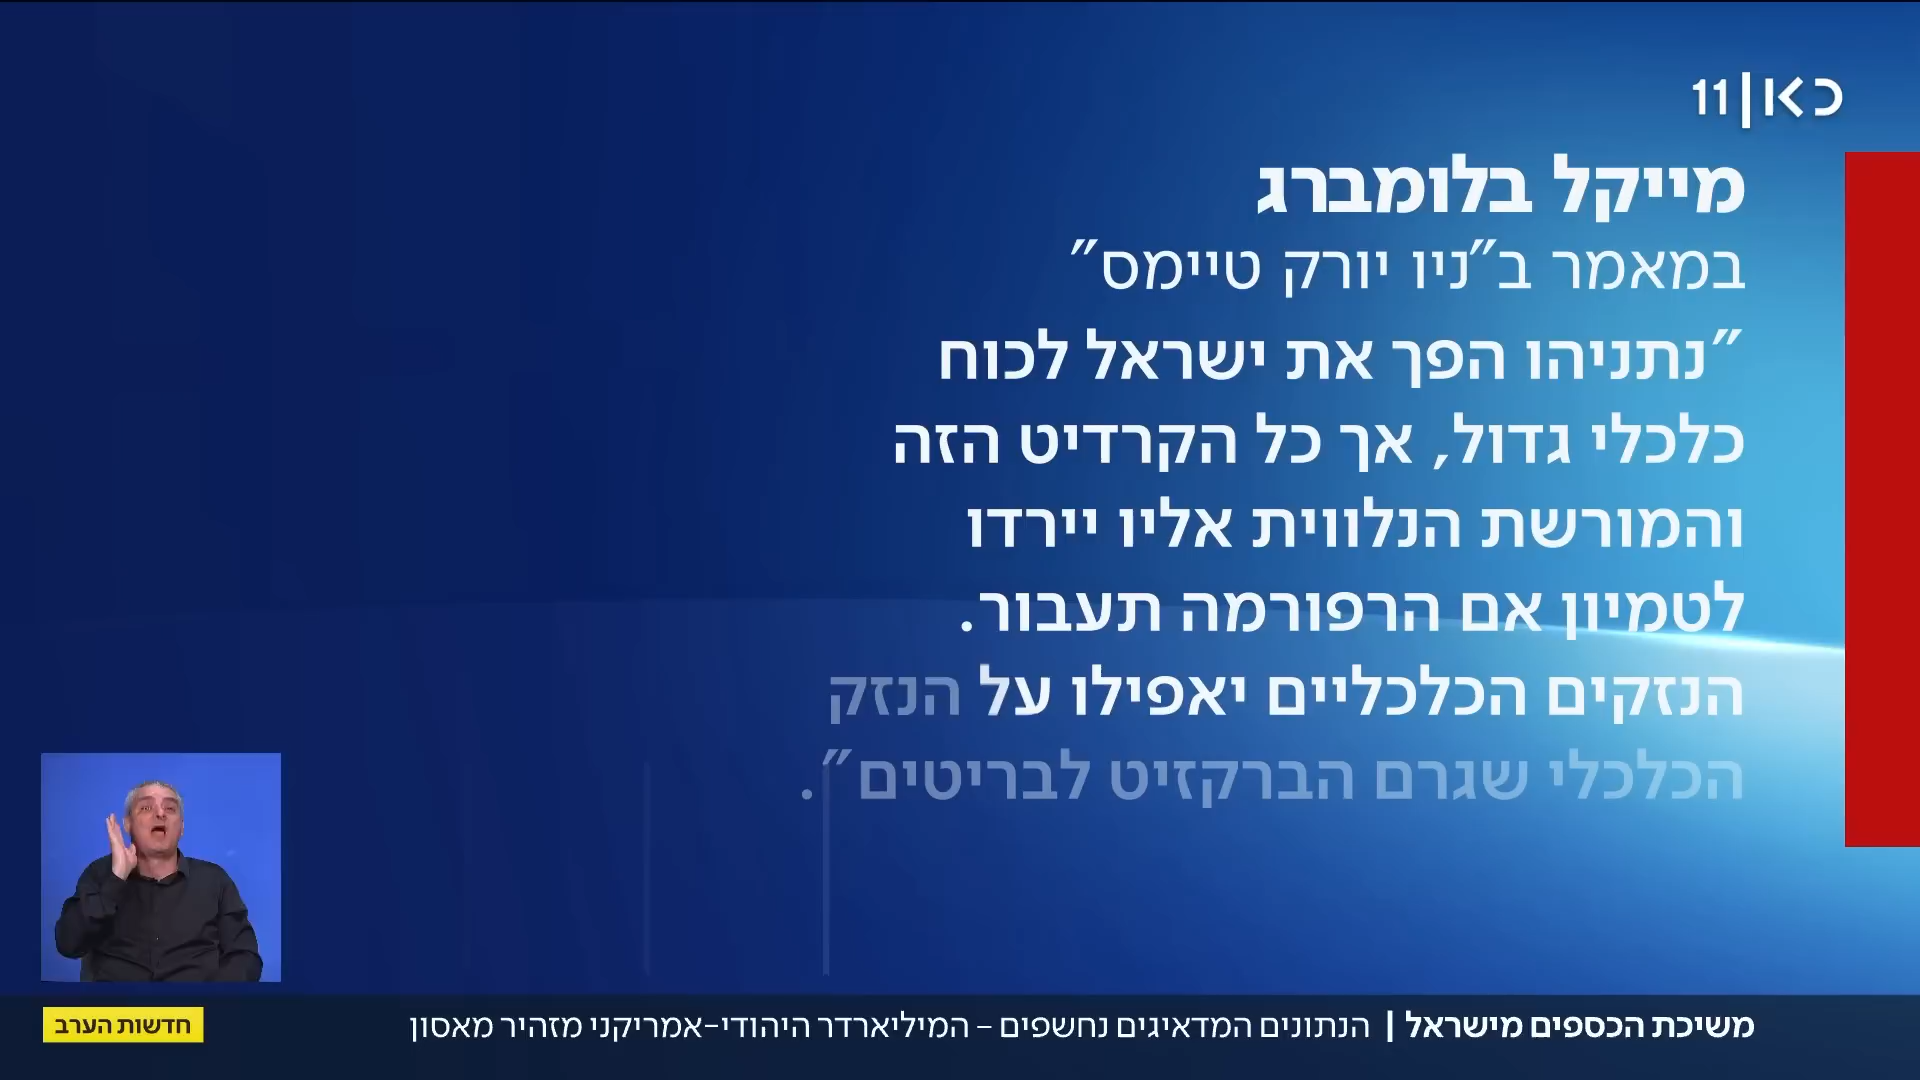 כאן|11
מייקל בלומברג
במאמר ב"ניו יורק טיימס"
"נתניהו הפך את ישראל לכוח
כלכלי גדול, אך כל הקרדיט הזה
והמורשת הנלווית אליו יירדו
לטמיון אם הרפורמה תעבור.
הנזקים הכלכליים יאפילו על הנזק
הכלכלי שגרם הברקזיט לבריטים".
משיכת הכספים מישראל | הנתונים המדאיגים נחשפים – המיליארדר היהודי-אמריקני מזהיר מאסון
חדשות הערב